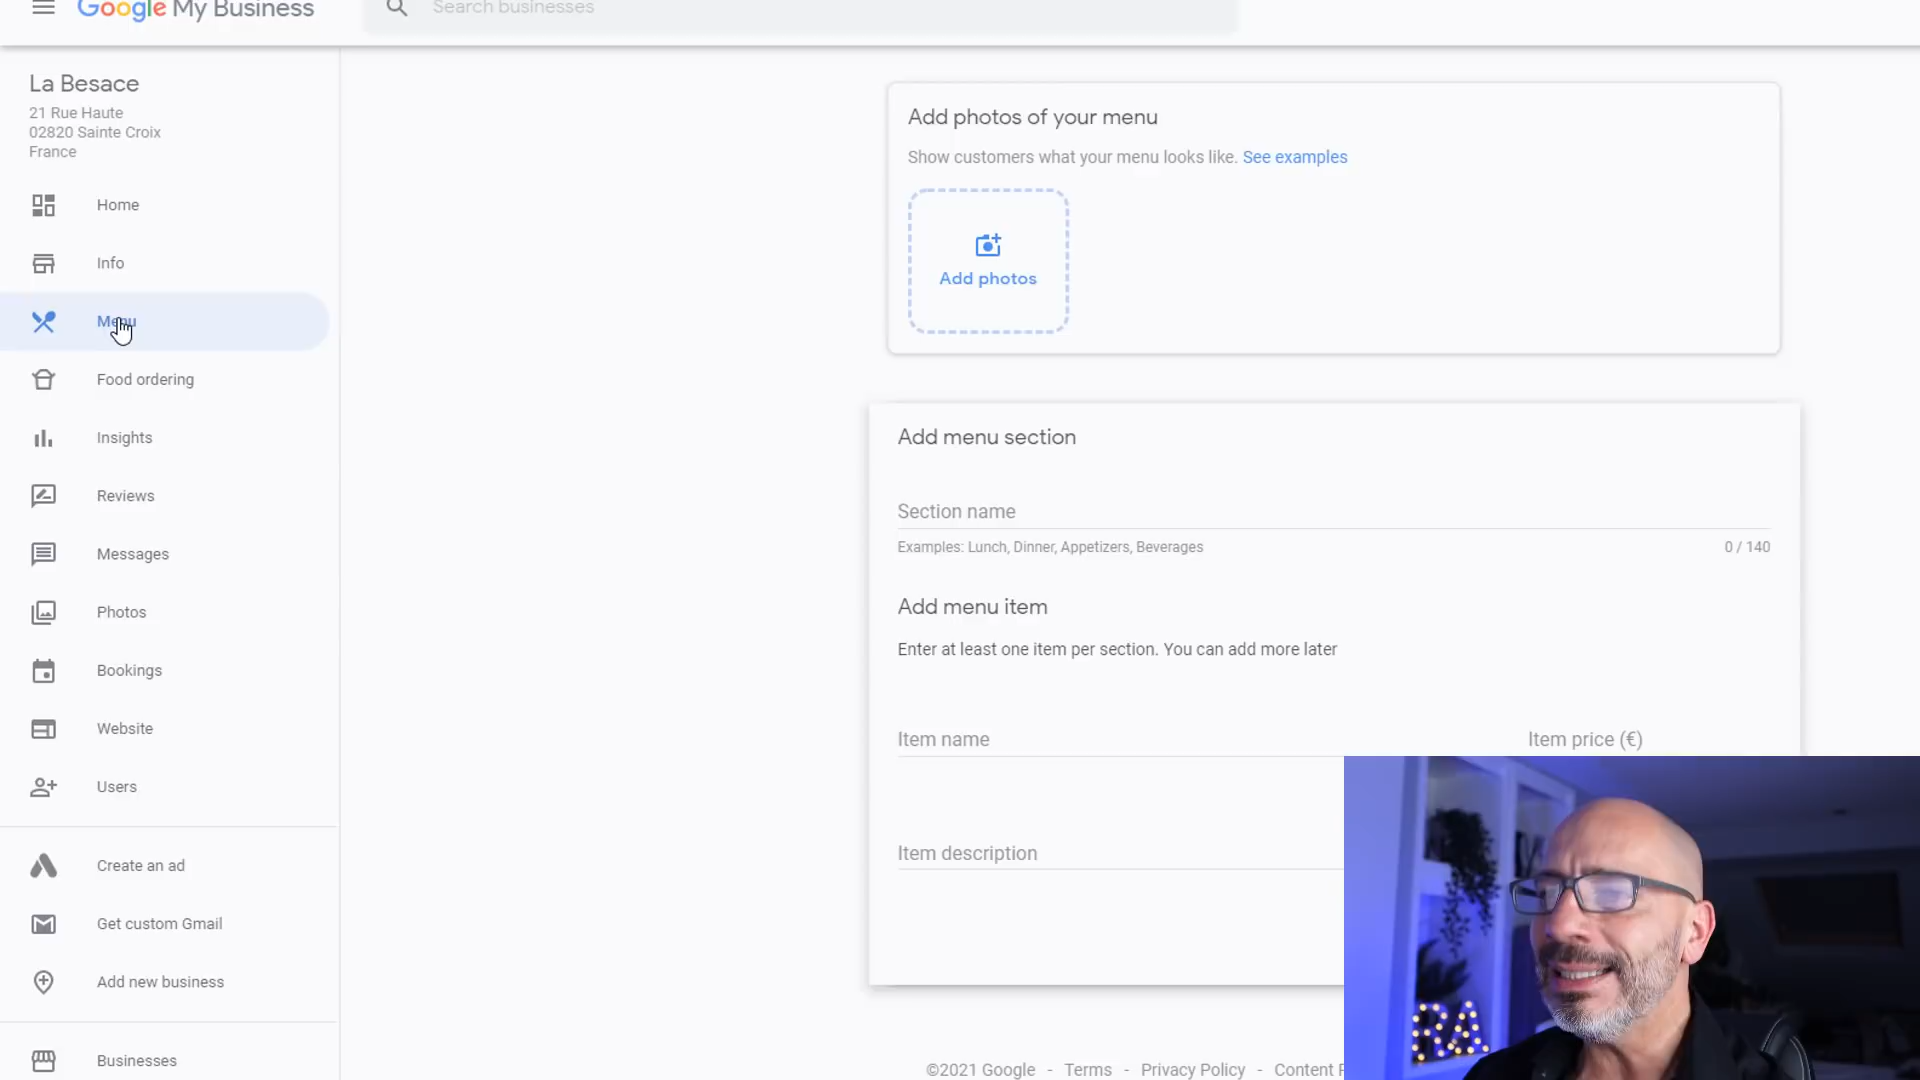 Google My Business
Search businesses
La Besace
21 Rue Haute
02820 Sainte Croix
France
Home
Info
Menu
Food ordering
Insights
Reviews
Messages
Photos
Bookings
Website
Users
Create an ad
Get custom Gmail
Add new business
Businesses
Add photos of your menu
Show customers what your menu looks like. See examples
Add photos
Add menu section
Section name
Examples: Lunch, Dinner, Appetizers, Beverages 0 / 140
Add menu item
Enter at least one item per section. You can add more later
Item name Item price (€)
Item description
RA
©2021 Google - Terms - Privacy Policy - Content